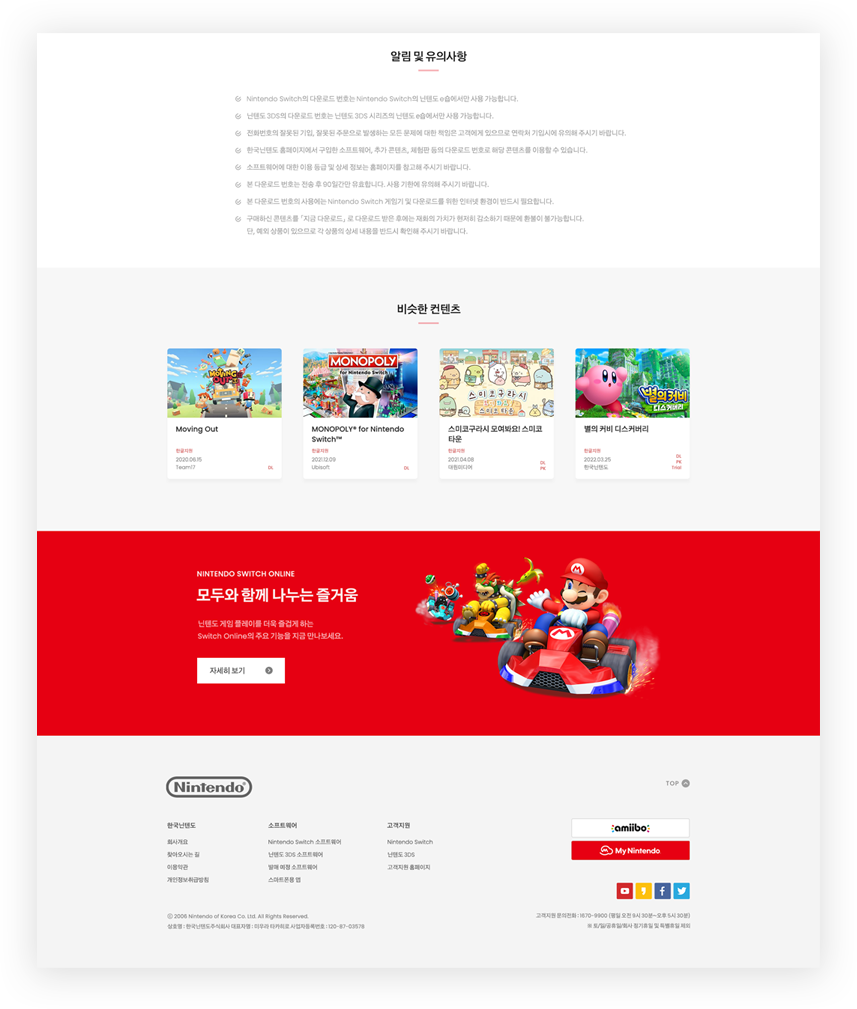 알림 및 유의사항
Nintendo Switch의 다운로드 번호는 Nintendo Switch의 닌텐도 e숍에서만 사용 가능합니다.
닌텐도 3DS의 다운로드 번호는 닌텐도 3DS 시리즈의 닌텐도 e숍에서만 사용 가능합니다.
전화번호의 잘못된 기입, 잘못된 주문으로 발생하는 모든 문제에 대한 책임은 고객에게 있으므로 연락처 기입시에 유의해 주시기 바랍니다.
한국닌텐도 홈페이지에서 구입한 소프트웨어, 추가 콘텐츠, 체험판 등의 다운로드 번호로 해당 콘텐츠를 이용할 수 있습니다.
소프트웨어에 대한 이용 등급 및 상세 정보는 홈페이지를 참고해 주시기 바랍니다.
본 다운로드 번호는 전송 후 90일간만 유효합니다. 사용 기한에 유의해 주시기 바랍니다.
본 다운로드 번호의 사용에는 Nintendo Switch 게임기 및 다운로드를 위한 인터넷 환경이 반드시 필요합니다.
구매하신 콘텐츠를 「지금 다운로드」 로 다운로드 받은 후에는 재화의 가치가 현저히 감소하기 때문에 환불이 불가능합니다.
단, 예외 상품이 있으므로 각 상품의 상세 내용을 반드시 확인해 주시기 바랍니다.
비슷한 컨텐츠
MOVING OUT
MONOPOLY
for Nintendo Switch
스미코구라시
스미코 타운
별의 커비
디스커버리
Moving Out
한글지원
2020.06.15
Team17
DL
MONOPOLY® for Nintendo
Switch™
한글지원
2021.12.09
Ubisoft
DL
스미코구라시 모여봐요! 스미코
타운
한글지원
2021.04.08
대원미디어
DL
PK
별의 커비 디스커버리
한글지원
2022.03.25
한국닌텐도
DL
PK
Trial
NINTENDO SWITCH ONLINE
모두와 함께 나누는 즐거움
닌텐도 게임 플레이를 더욱 즐겁게 하는
Switch Online의 주요 기능을 지금 만나보세요.
자세히 보기
Nintendo®
TOP
한국닌텐도
회사개요
찾아오시는 길
이용약관
개인정보취급방침
소프트웨어
Nintendo Switch 소프트웨어
닌텐도 3DS 소프트웨어
발매 예정 소프트웨어
스마트폰용 앱
고객지원
Nintendo Switch
닌텐도 3DS
고객지원 홈페이지
amiibo
My Nintendo
ⓒ 2006 Nintendo of Korea Co. Ltd. All Rights Reserved.
상호명 : 한국닌텐도주식회사 대표자명 : 미우라 타카히로 사업자등록번호 : 120-87-03578
고객지원 문의전화 : 1670-9900 (평일 오전 9시 30분~오후 5시 30분)
※ 토/일/공휴일/회사 정기휴일 및 특별휴일 제외